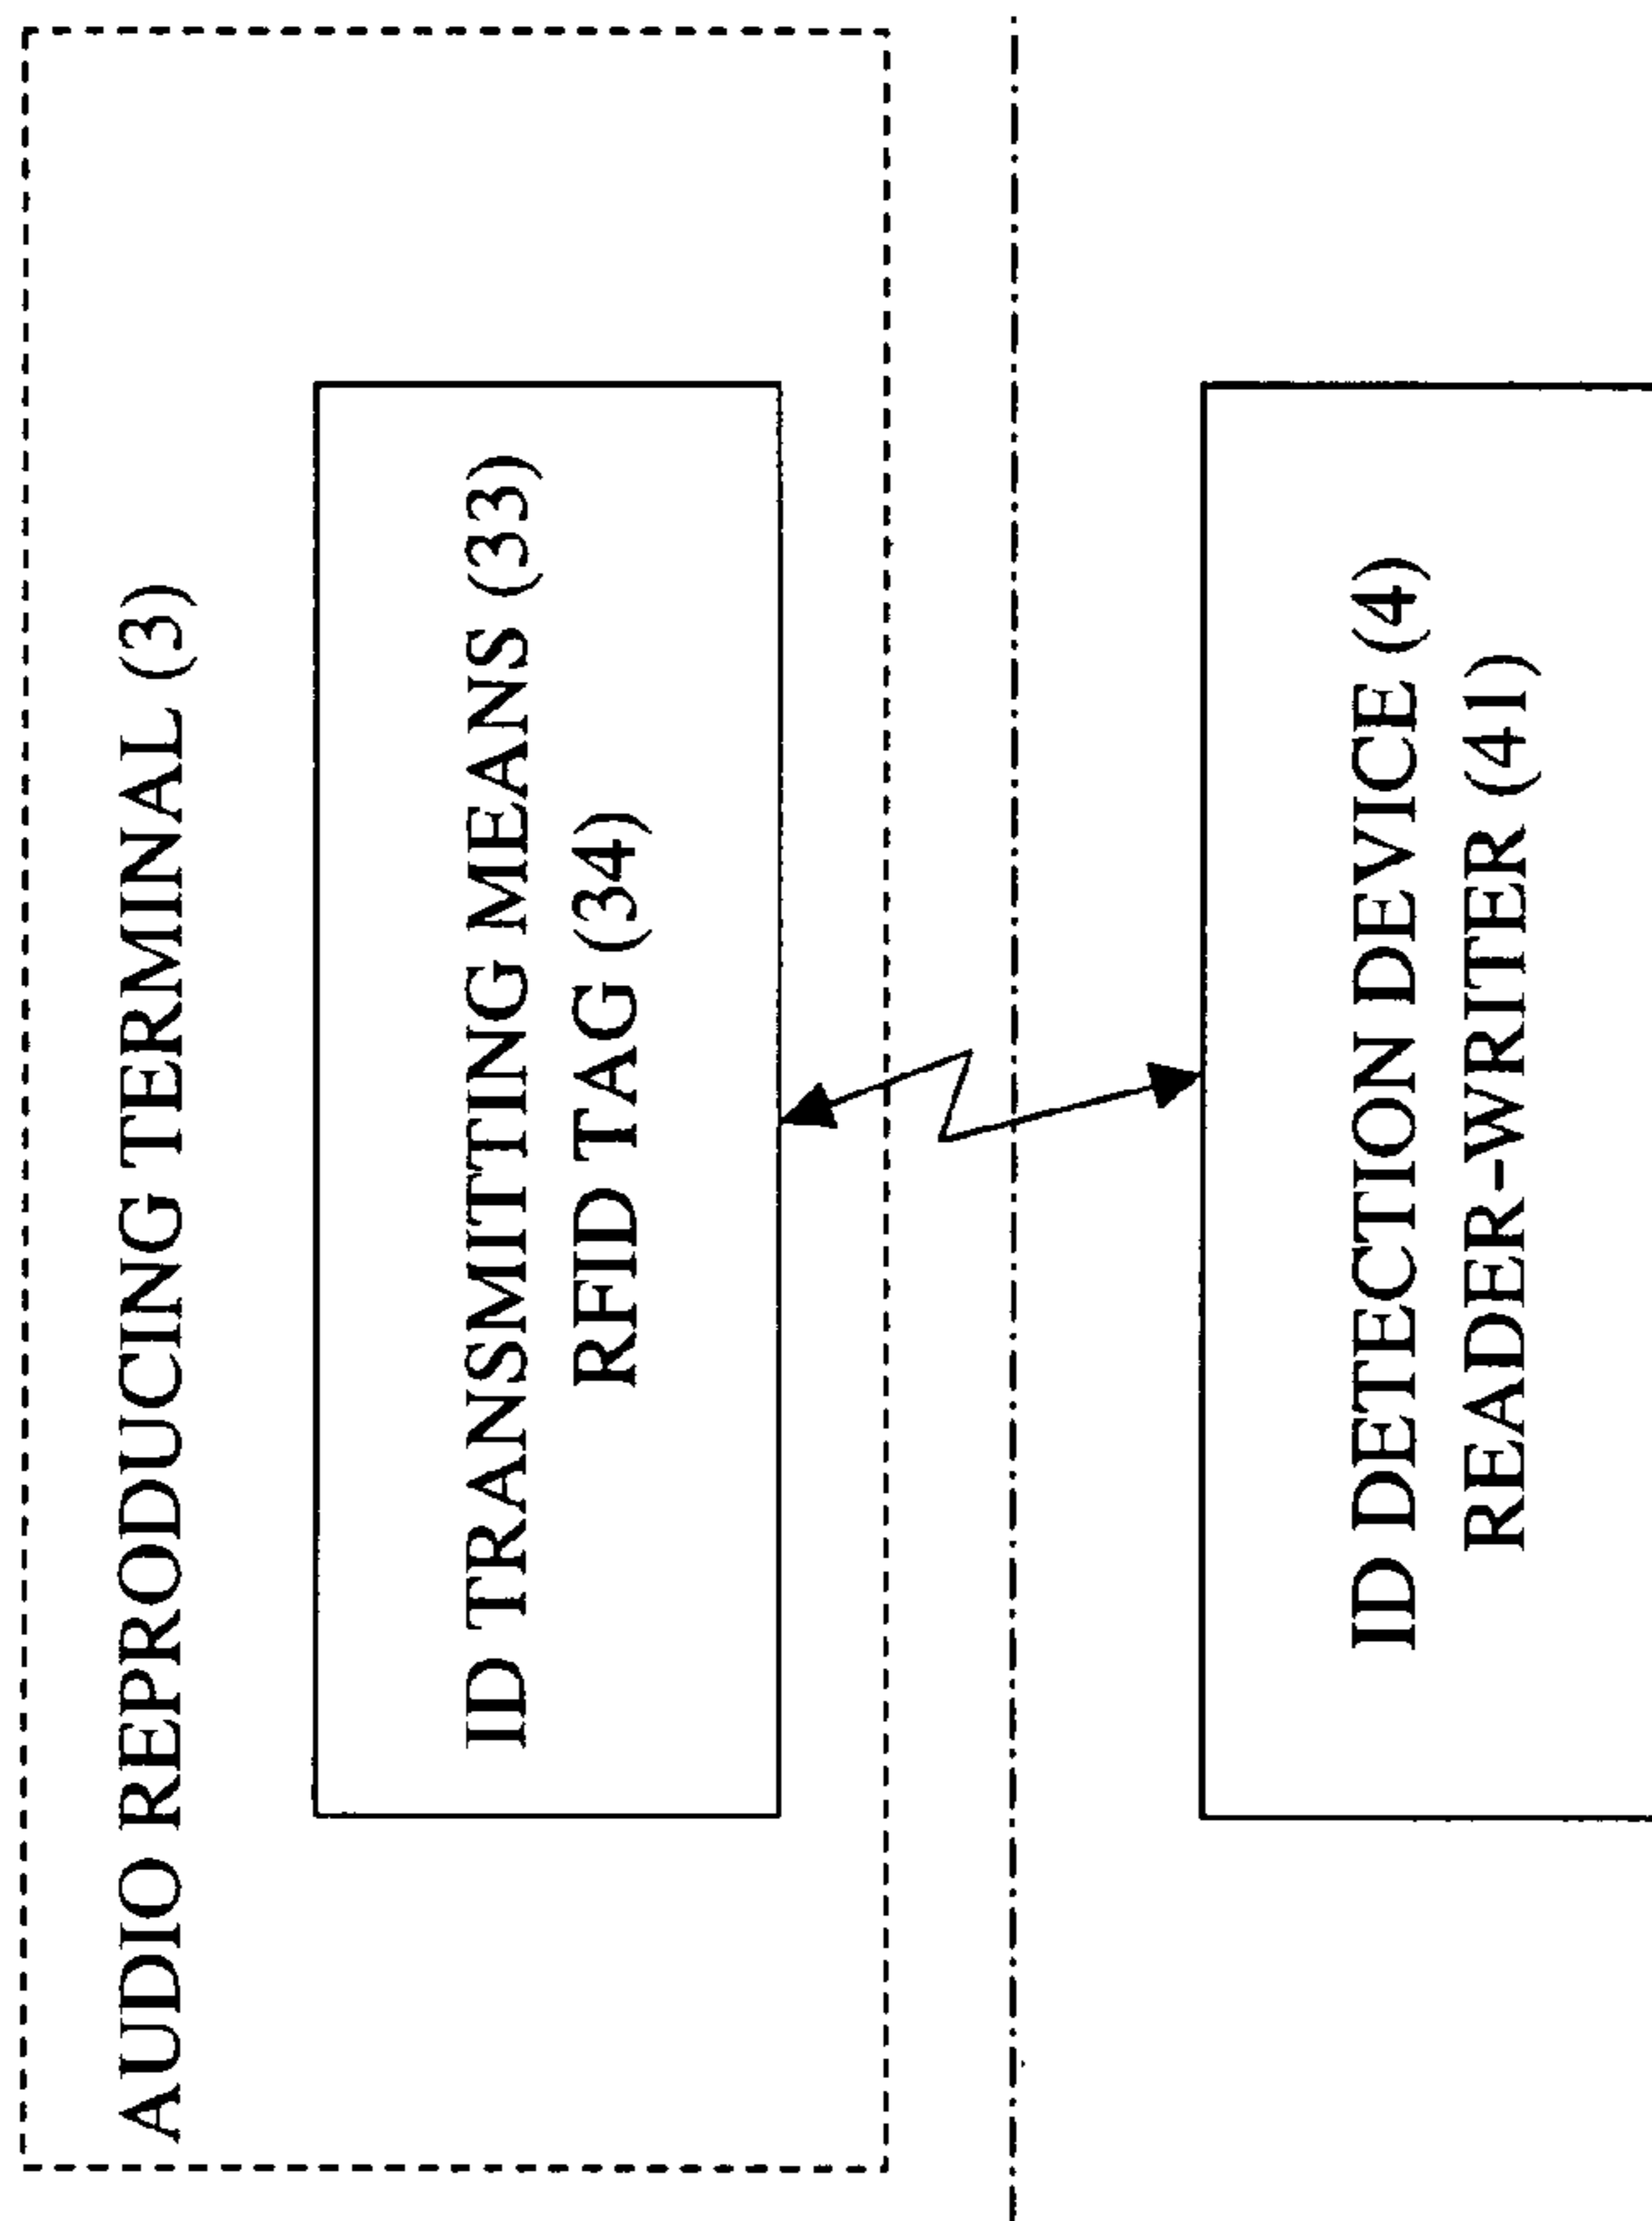 AUDIO REPRODUCING TERMINAL (3)
ID TRANSMITTING MEANS (33)
RFID TAG (34)
ID DETECTION DEVICE (4)
READER-WRITER (41)